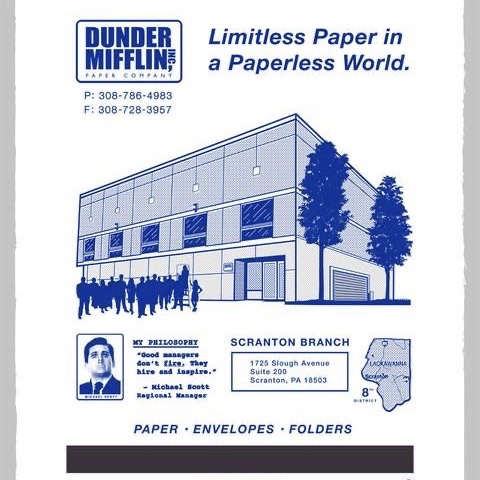 DUNDER
MIFFLIN INC,
PAPER COMPANY
Limitless Paper in
a Paperless World.
P: 308-786-4983
F: 308-728-3957
MY PHILOSOPHY
"Good managers
don't fire. They
hire and inspire."
- Michael Scott
Regional Manager
MICHAEL SCOTT
SCRANTON BRANCH
1725 Slough Avenue
Suite 200
Scranton, PA 18503
LACKAWANNA
Scranton
8TH
DISTRICT
PAPER · ENVELOPES · FOLDERS